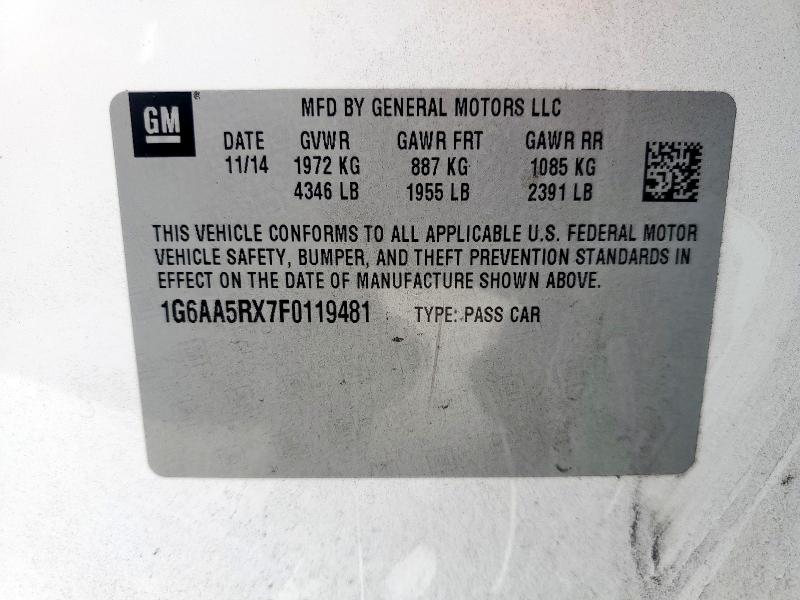 GM®
MFD BY GENERAL MOTORS LLC
DATE GVWR GAWR FRT GAWR RR
11/14 1972 KG 887 KG 1085 KG
4346 LB 1955 LB 2391 LB
THIS VEHICLE CONFORMS TO ALL APPLICABLE U.S. FEDERAL MOTOR
VEHICLE SAFETY, BUMPER, AND THEFT PREVENTION STANDARDS IN
EFFECT ON THE DATE OF MANUFACTURE SHOWN ABOVE.
1G6AA5RX7F0119481 TYPE: PASS CAR